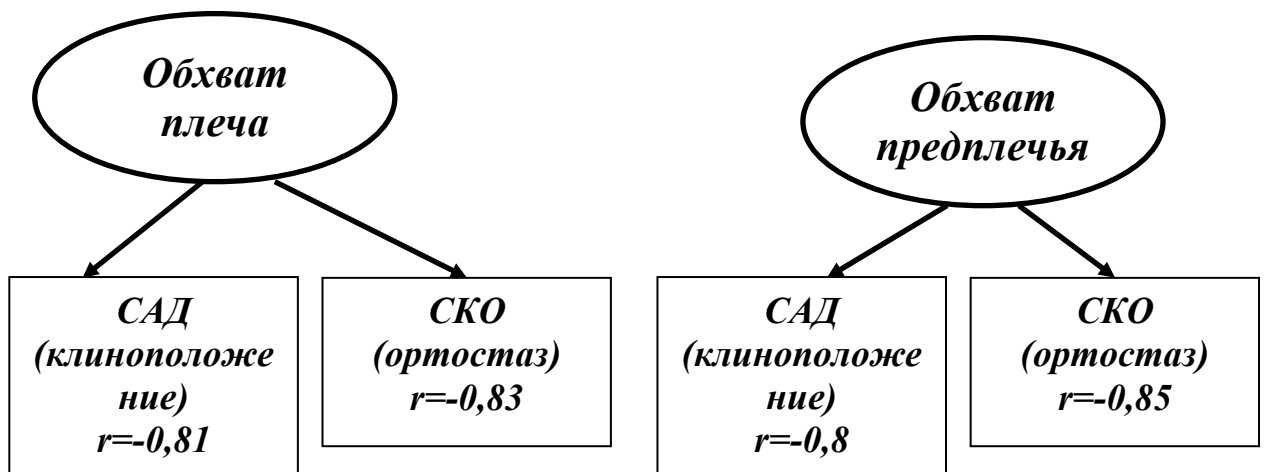 Обхват
плеча
Обхват
предплечья
САД
(клиноположе
ние)
r=-0,81
СКО
(ортостаз)
r=-0,83
САД
(клиноположе
ние)
r=-0,8
СКО
(ортостаз)
r=-0,85